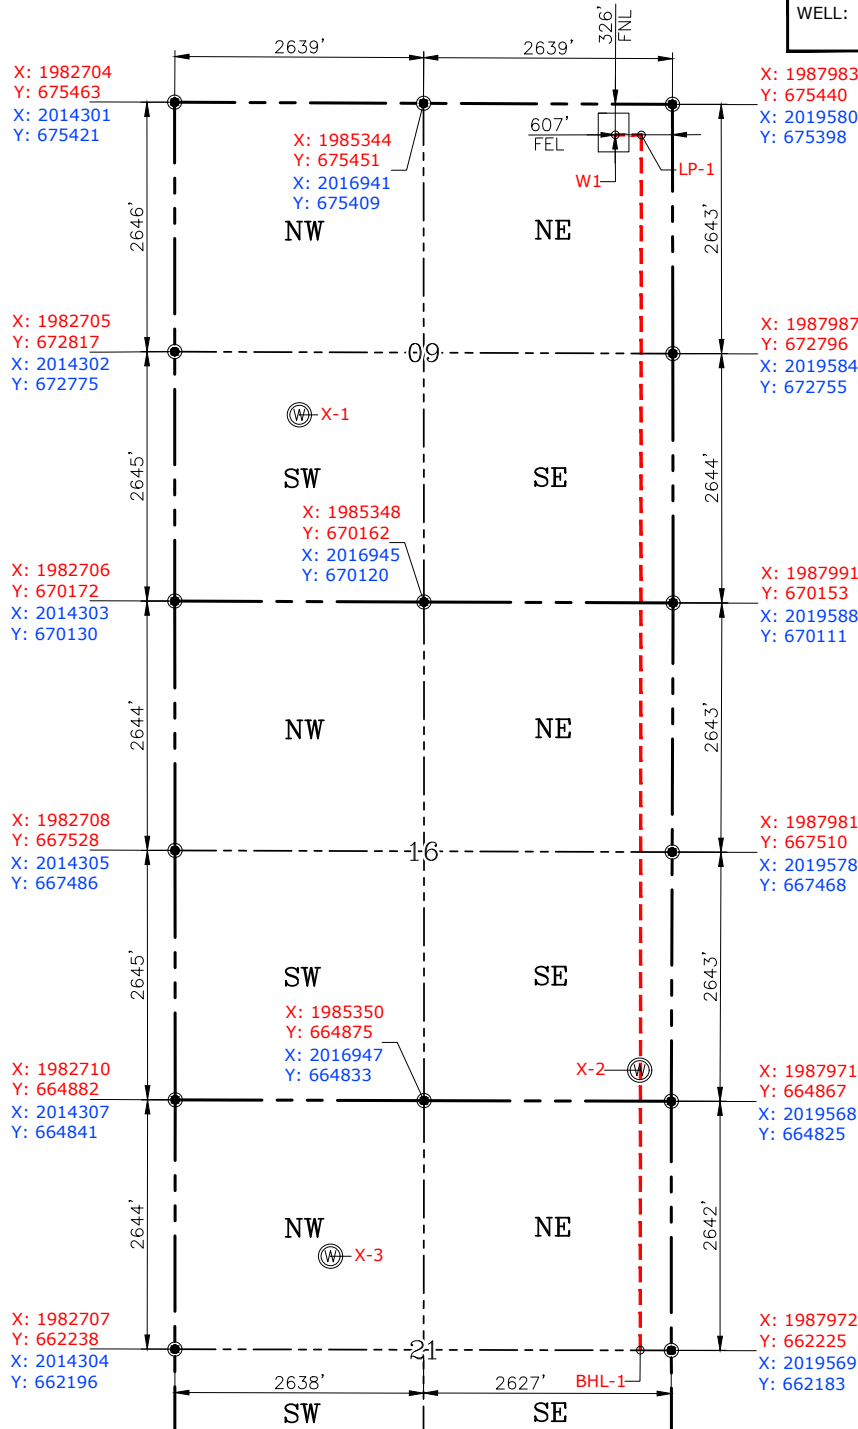 WELL:
326'
FNL
2639'
2639'
X: 1982704
Y: 675463
X: 2014301
Y: 675421
X: 1987983
Y: 675440
X: 2019580
Y: 675398
X: 1985344
Y: 675451
X: 2016941
Y: 675409
607'
FEL
W1
LP-1
2646'
NW
NE
2643'
X: 1982705
Y: 672817
X: 2014302
Y: 672775
09
X: 1987987
Y: 672796
X: 2019584
Y: 672755
X-1
2645'
SW
SE
2644'
X: 1985348
Y: 670162
X: 2016945
Y: 670120
X: 1982706
Y: 670172
X: 2014303
Y: 670130
X: 1987991
Y: 670153
X: 2019588
Y: 670111
2644'
NW
NE
2643'
X: 1982708
Y: 667528
X: 2014305
Y: 667486
16
X: 1987981
Y: 667510
X: 2019578
Y: 667468
2645'
SW
SE
2643'
X: 1985350
Y: 664875
X: 2016947
Y: 664833
X-2
W
X: 1982710
Y: 664882
X: 2014307
Y: 664841
X: 1987971
Y: 664867
X: 2019568
Y: 664825
2644'
NW
NE
2642'
W
X-3
X: 1982707
Y: 662238
X: 2014304
Y: 662196
21
X: 1987972
Y: 662225
X: 2019569
Y: 662183
2638'
2627'
BHL-1
SW
SE